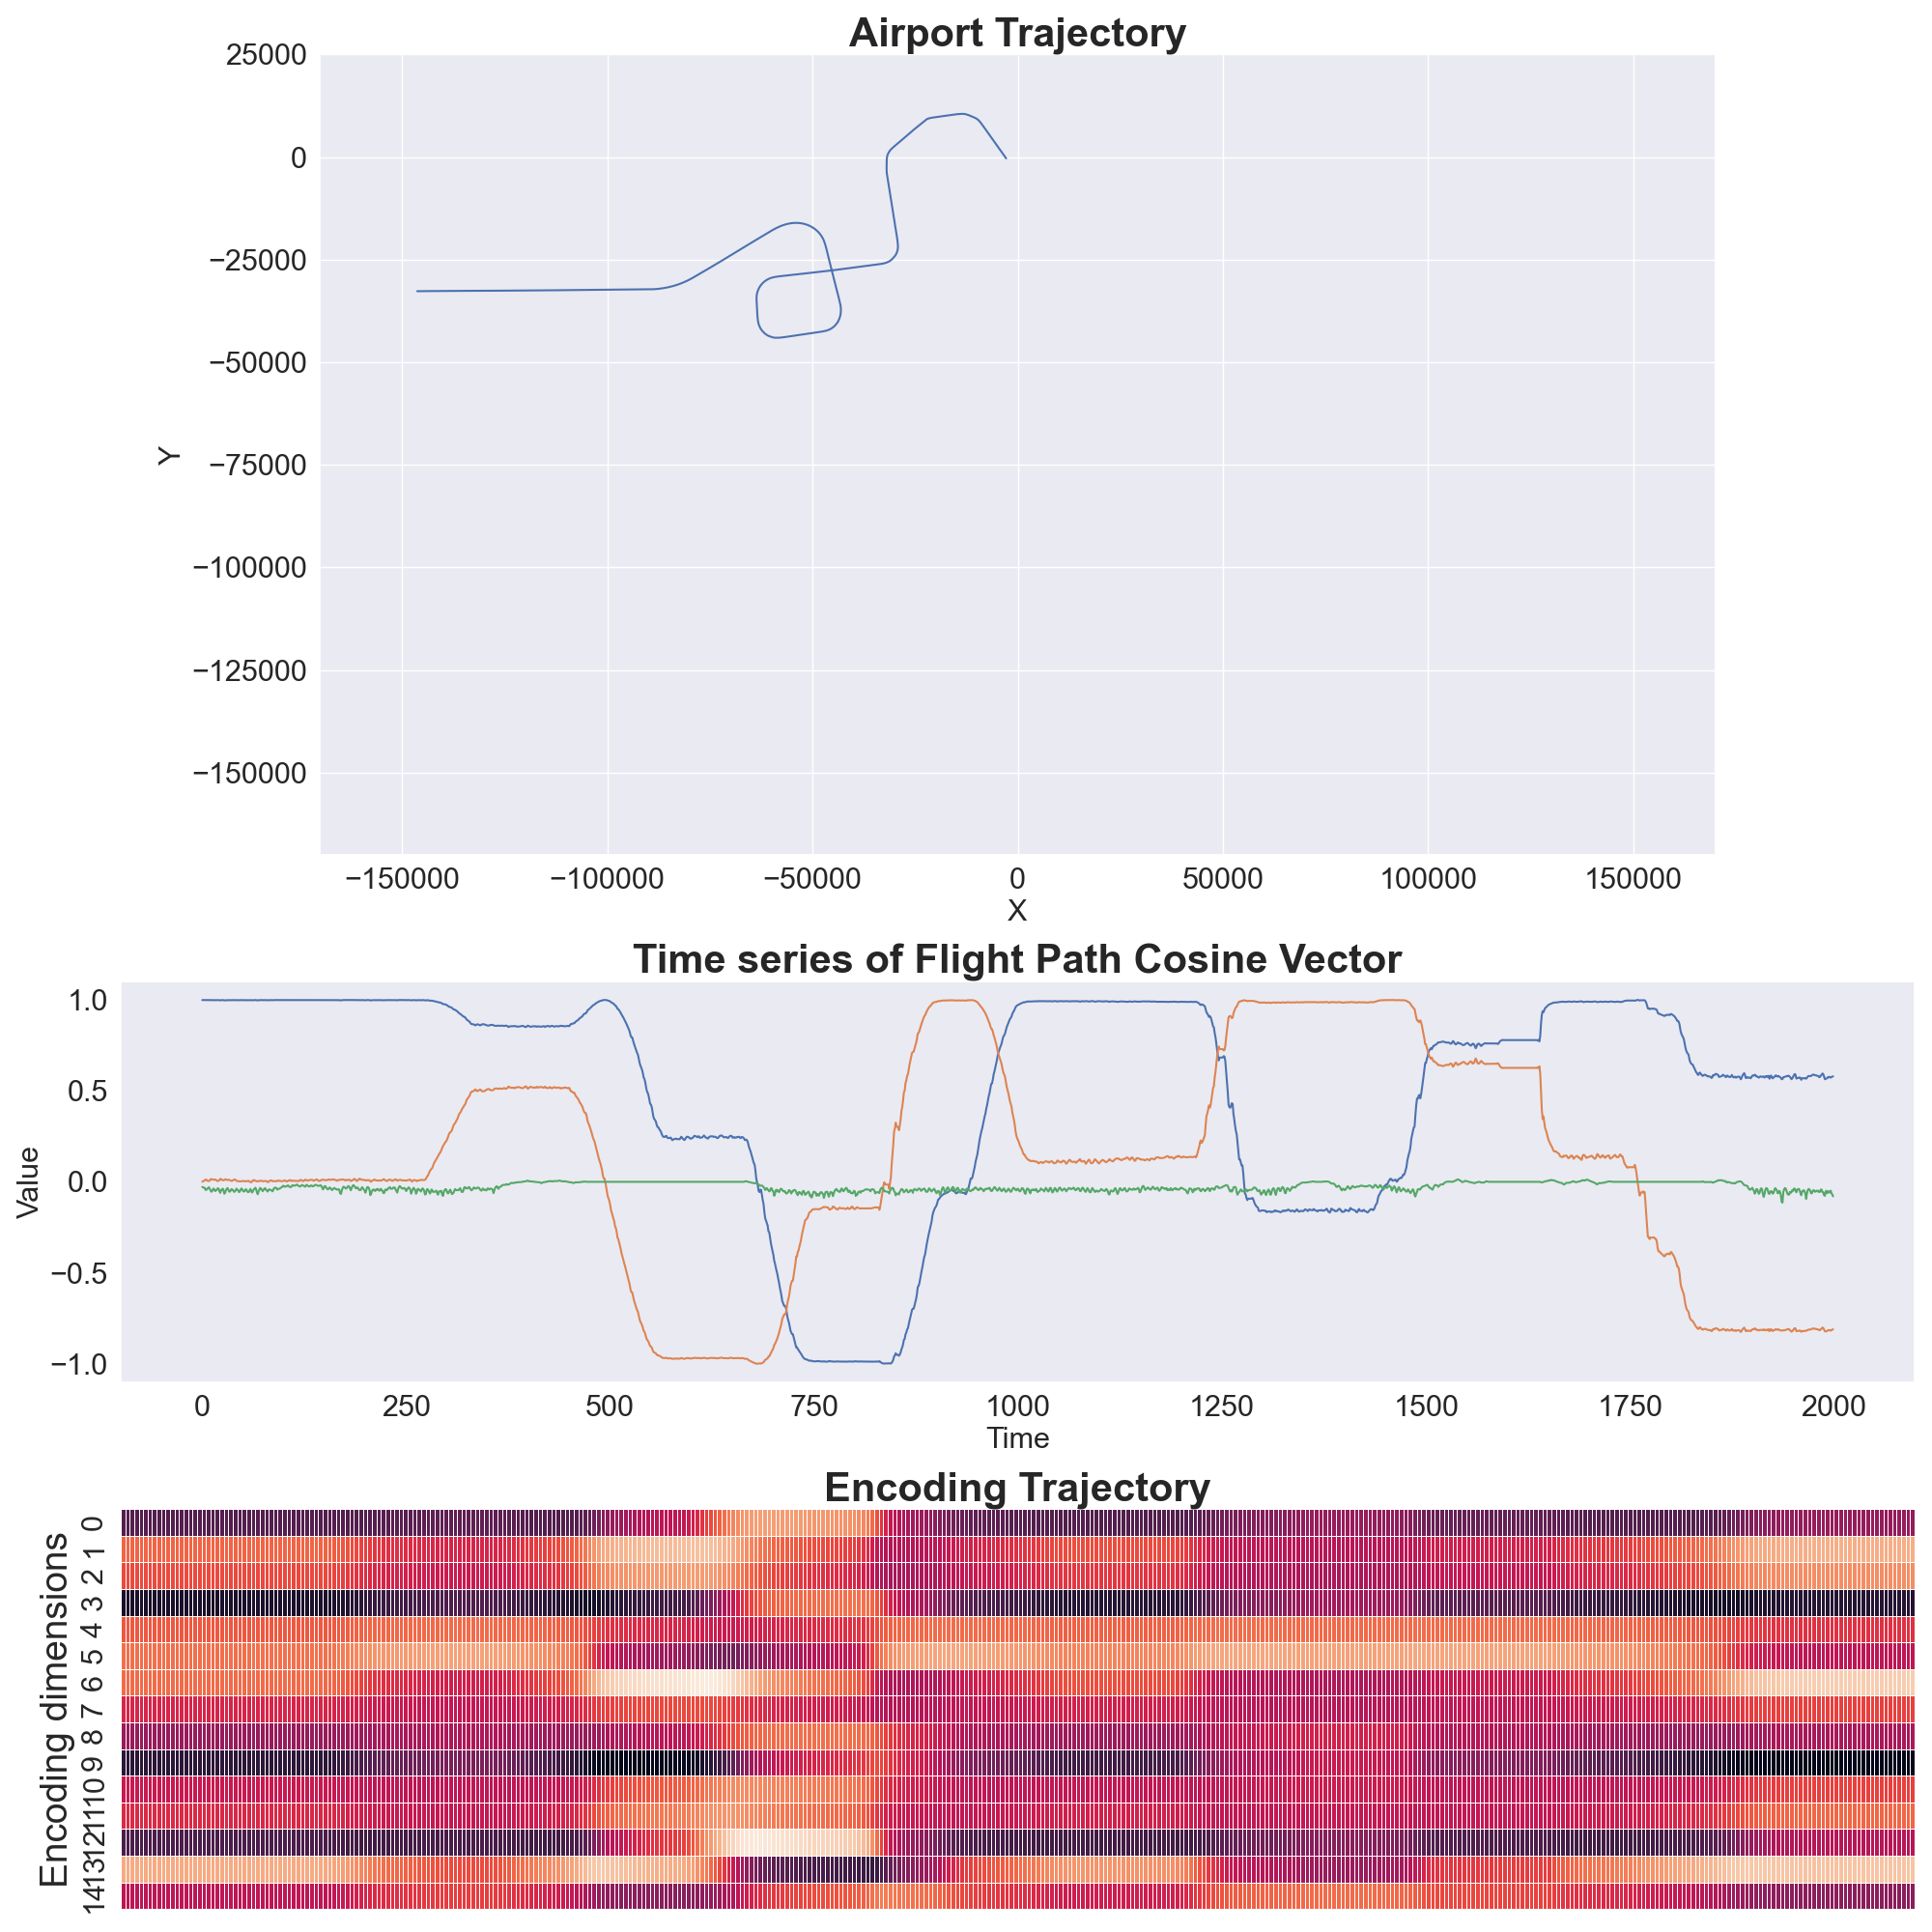 Airport Trajectory
25000
0
−25000
−50000
−75000
−100000
−125000
−150000
Y
−150000 −100000 −50000 0 50000 100000 150000
X
Time series of Flight Path Cosine Vector
1.0
0.5
0.0
−0.5
−1.0
Value
0 250 500 750 1000 1250 1500 1750 2000
Time
Encoding Trajectory
Encoding dimensions
0
1
2
3
4
5
6
7
8
9
10
11
12
13
14